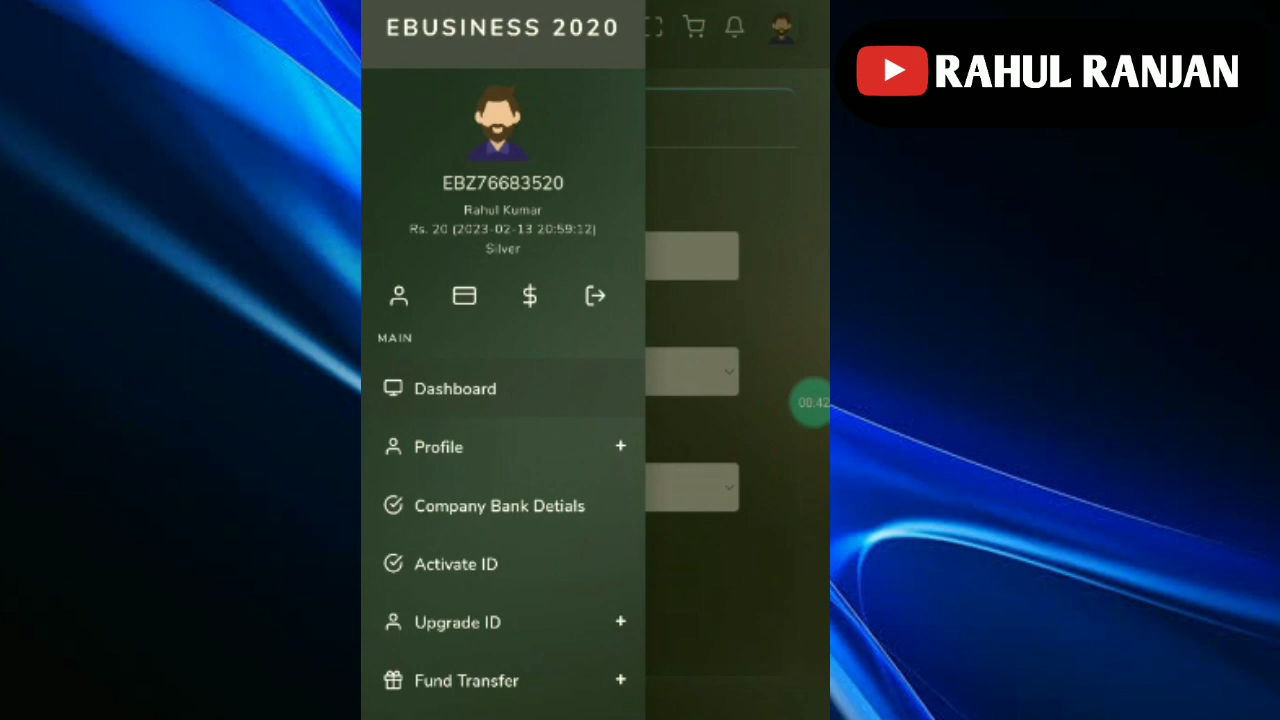 EBUSINESS 2020
RAHUL RANJAN
EBZ76683520
Rahul Kumar
Rs. 20 (2023-02-13 20:59:12)
Silver
MAIN
Dashboard
Profile +
Company Bank Detials
00:42
Activate ID
Upgrade ID +
Fund Transfer +